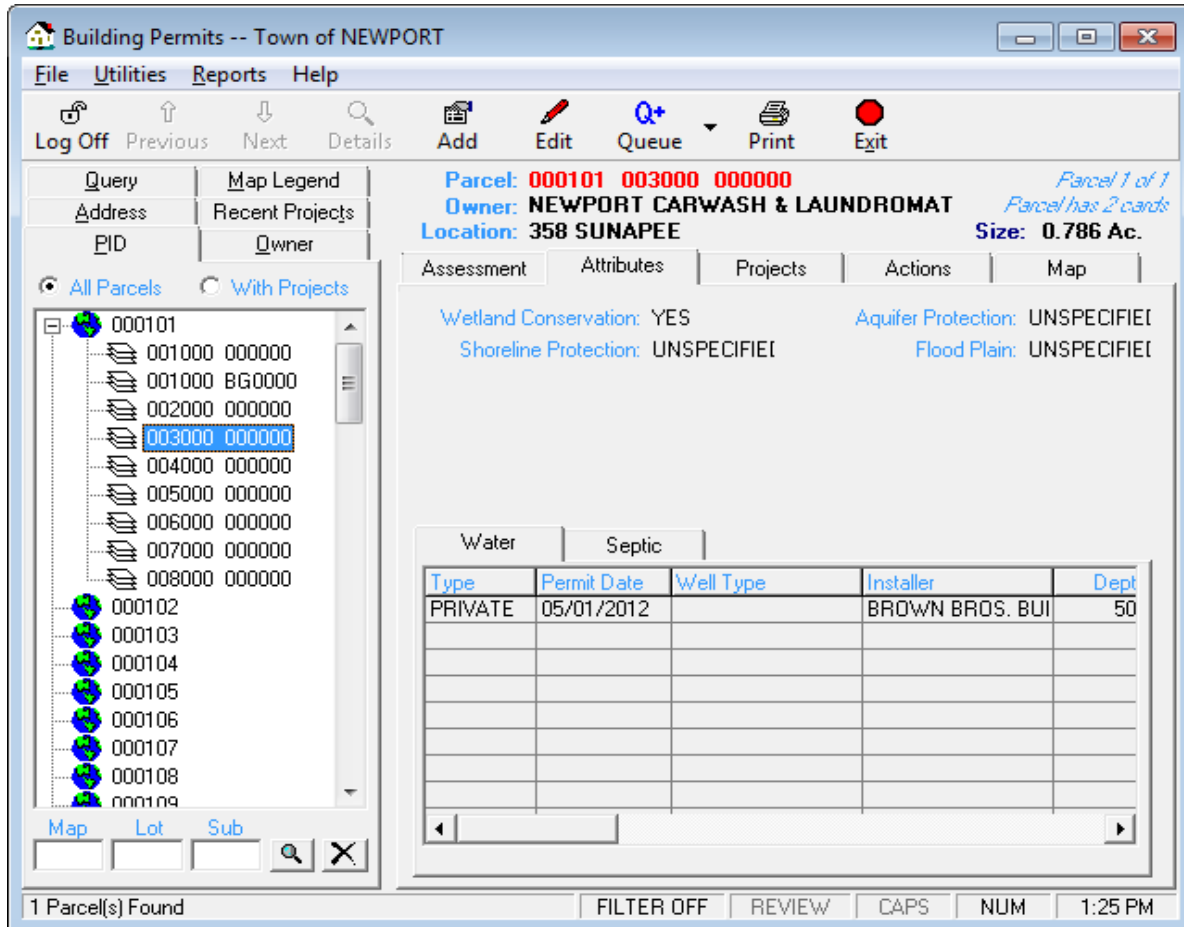 Building Permits -- Town of NEWPORT
File Utilities Reports Help
Log Off Previous Next Details Add Edit Queue Print Exit
Q+
Query Map Legend
Address Recent Projects
PID Owner
All Parcels With Projects
000101
001000 000000
001000 BG0000
002000 000000
003000 000000
004000 000000
005000 000000
006000 000000
007000 000000
008000 000000
000102
000103
000104
000105
000106
000107
000108
000109
Map Lot Sub
Parcel: 000101 003000 000000 Parcel 1 of 1
Owner: NEWPORT CARWASH & LAUNDROMAT Parcel has 2 cards
Location: 358 SUNAPEE Size: 0.786 Ac.
Assessment Attributes Projects Actions Map
Wetland Conservation: YES Aquifer Protection: UNSPECIFIED
Shoreline Protection: UNSPECIFIED Flood Plain: UNSPECIFIED
Water Septic
Type Permit Date Well Type Installer Dept
PRIVATE 05/01/2012 BROWN BROS. BUI 50
1 Parcel(s) Found FILTER OFF REVIEW CAPS NUM 1:25 PM